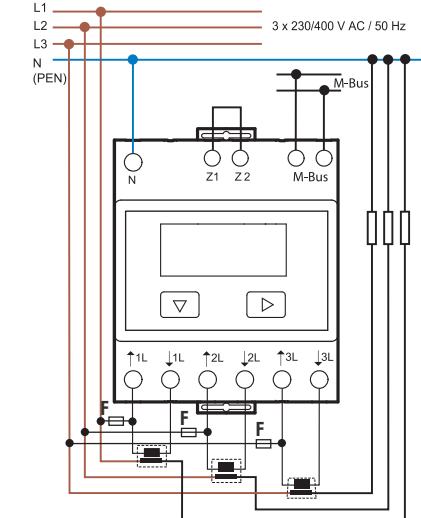 L1
L2 3 x 230/400 V AC / 50 Hz
L3
N
(PEN)
M-Bus
N Z1 Z2 M-Bus
↑1L ↓1L ↑2L ↓2L ↑3L ↓3L
F
F
F